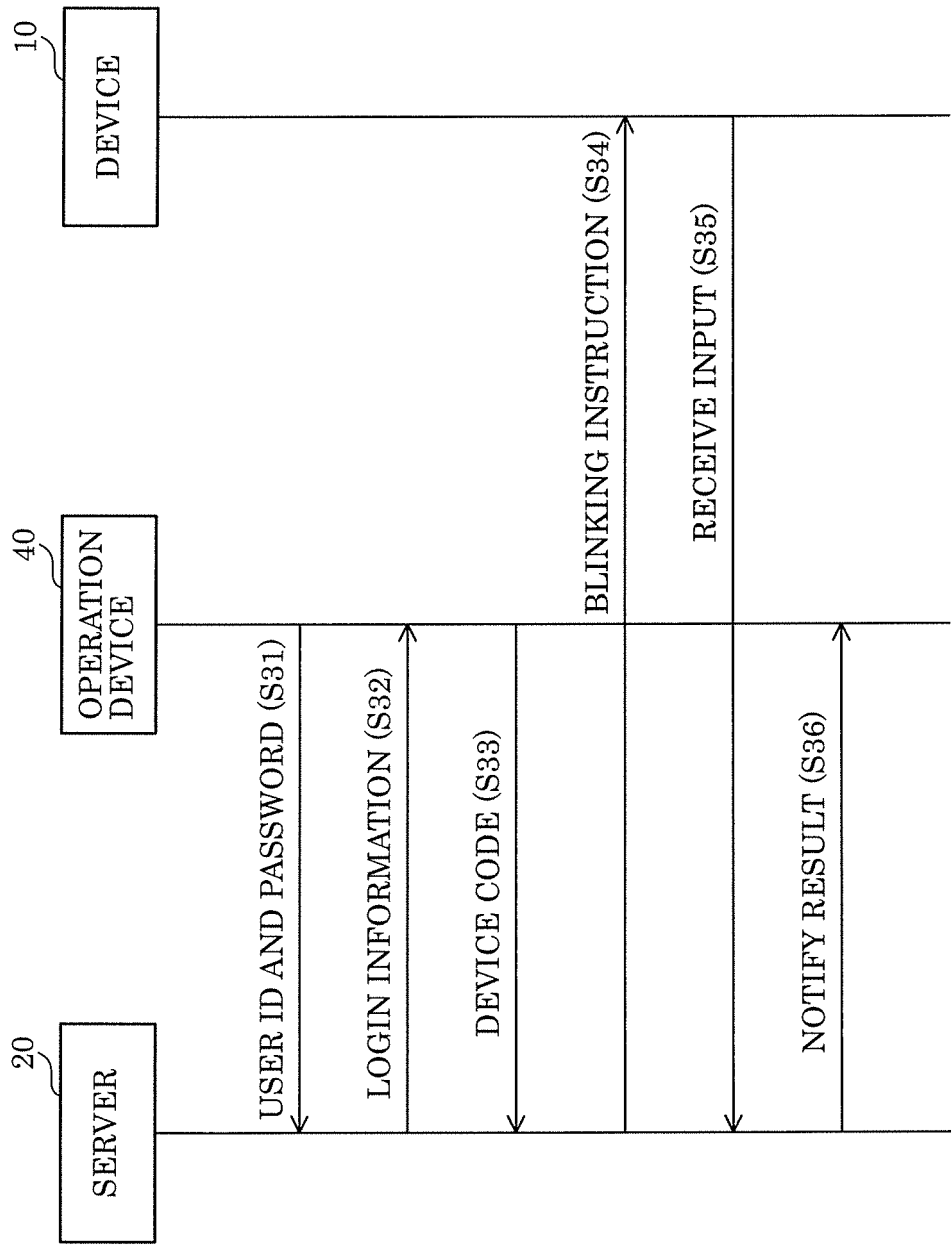 20
SERVER
40
OPERATION
DEVICE
10
DEVICE
USER ID AND PASSWORD (S31)
LOGIN INFORMATION (S32)
DEVICE CODE (S33)
BLINKING INSTRUCTION (S34)
RECEIVE INPUT (S35)
NOTIFY RESULT (S36)